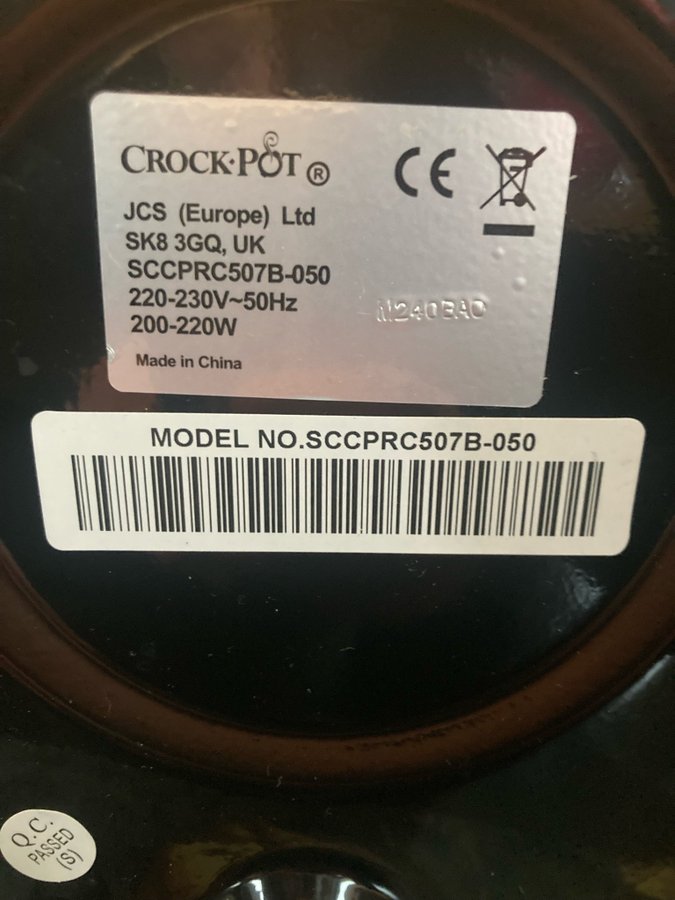 CROCK·POT®
JCS (Europe) Ltd
SK8 3GQ, UK
SCCPRC507B-050
220-230V~50Hz
200-220W
Made in China
CE
M240BAO
MODEL NO.SCCPRC507B-050
Q.C.
PASSED
(S)